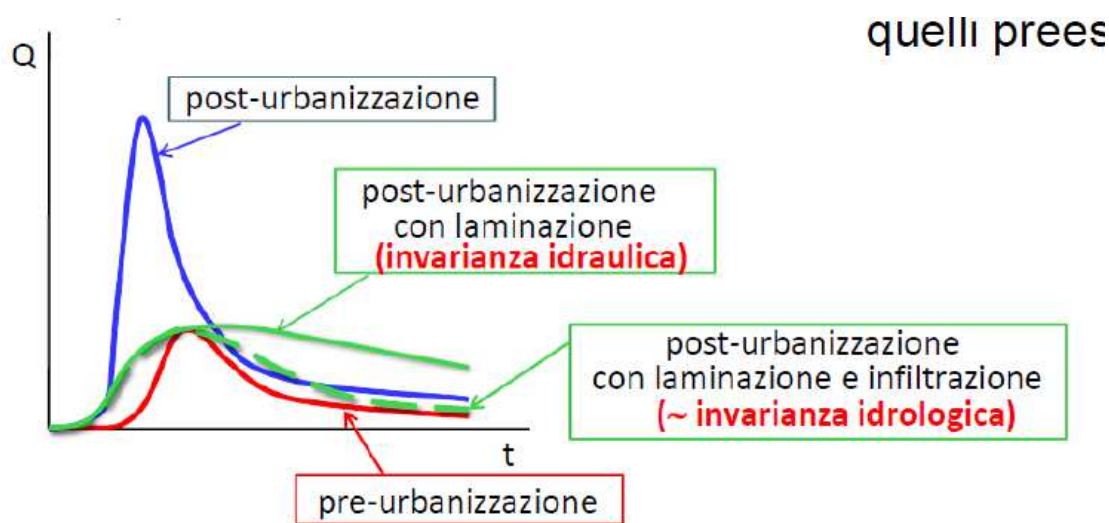 quelli prees
Q
post-urbanizzazione
post-urbanizzazione
con laminazione
(invarianza idraulica)
post-urbanizzazione
con laminazione e infiltrazione
(~ invarianza idrologica)
t
pre-urbanizzazione